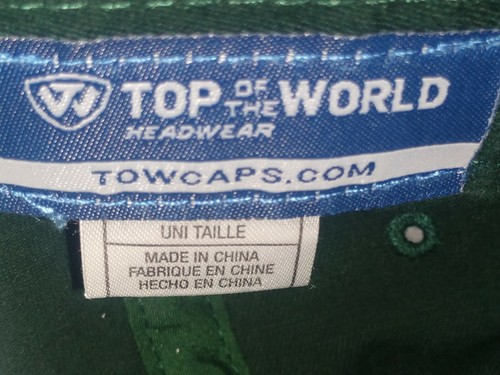 TOP OF THE WORLD
HEADWEAR
TOWCAPS.COM
UNI TAILLE
MADE IN CHINA
FABRIQUE EN CHINE
HECHO EN CHINA